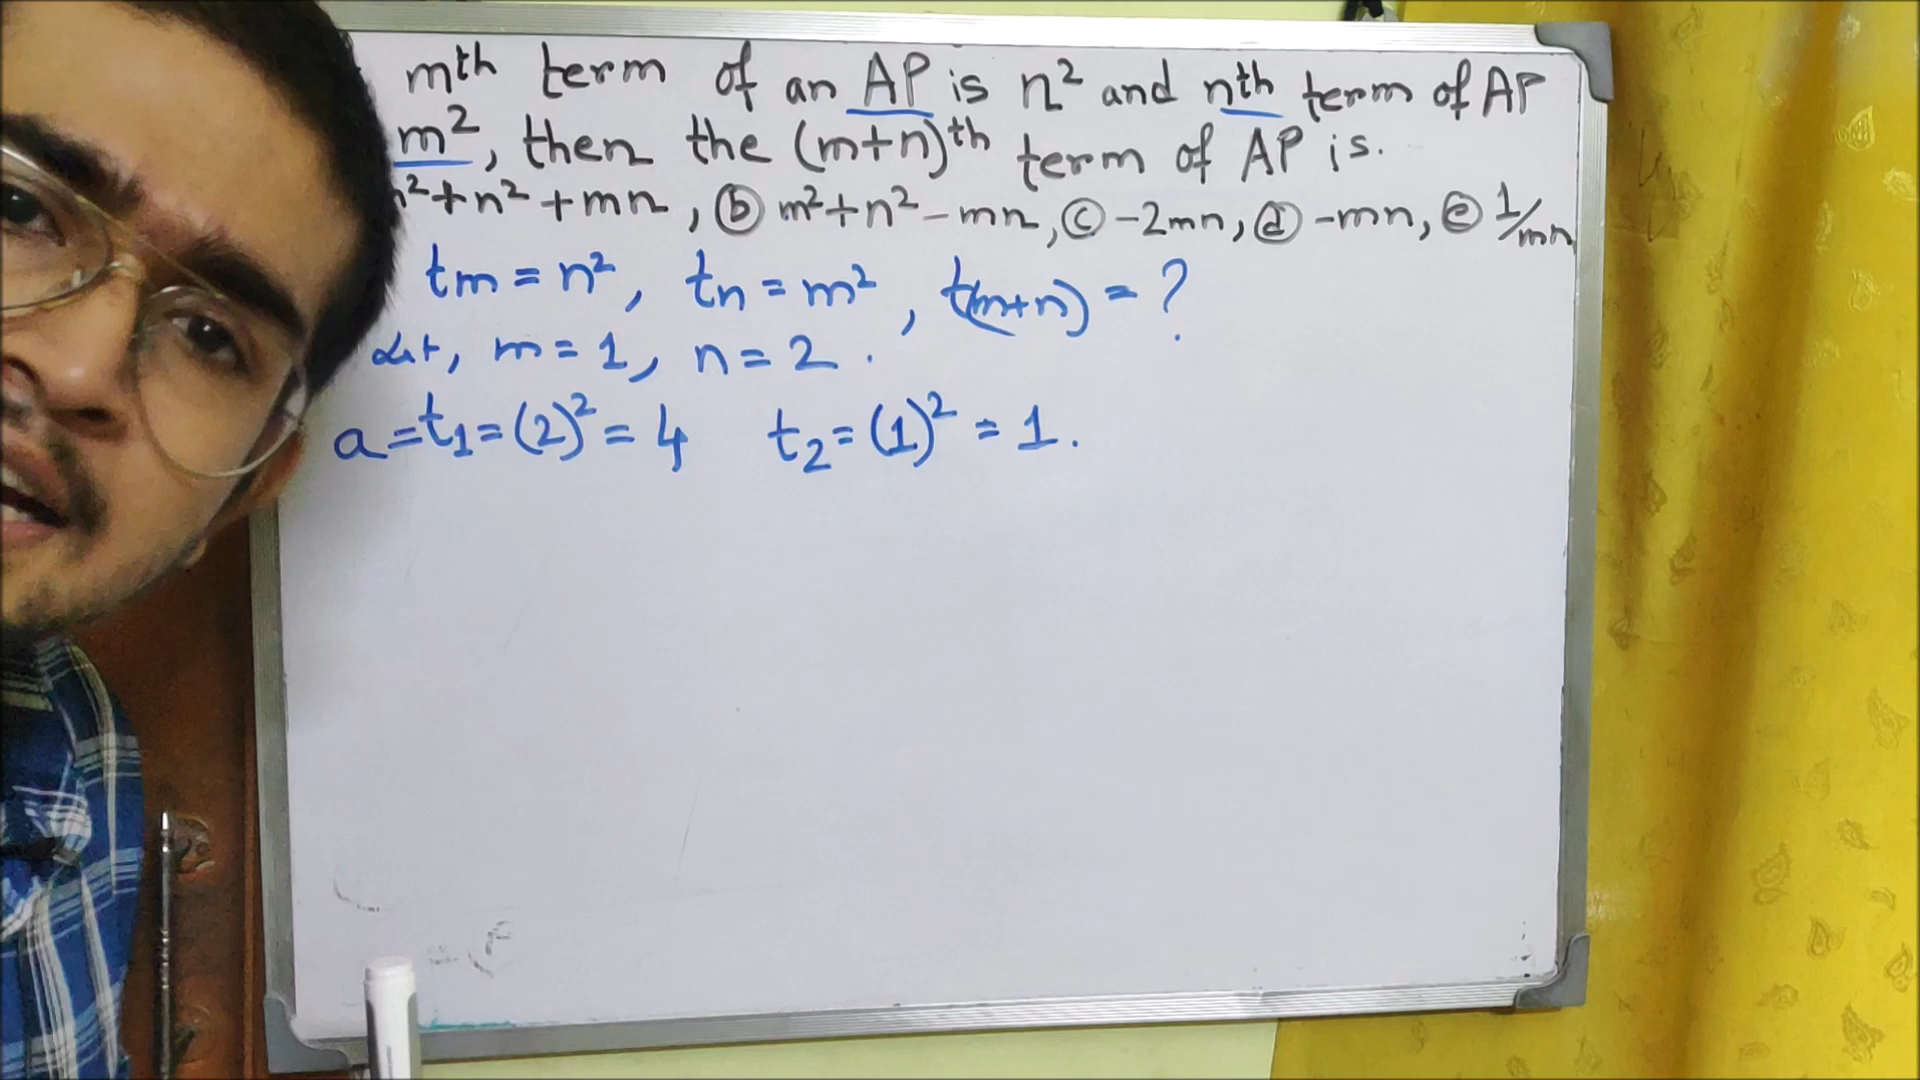 mth term of an AP is n² and nth term of AP
m², then the (m+n)th term of AP is.
²+n²+mn, ⓑ m²+n²-mn, ⓒ -2mn, ⓓ -mn, ⓔ 1/mn
tm = n², tn = m², t(m+n) = ?
Let, m = 1, n = 2.
a = t₁ = (2)² = 4 t₂ = (1)² = 1.